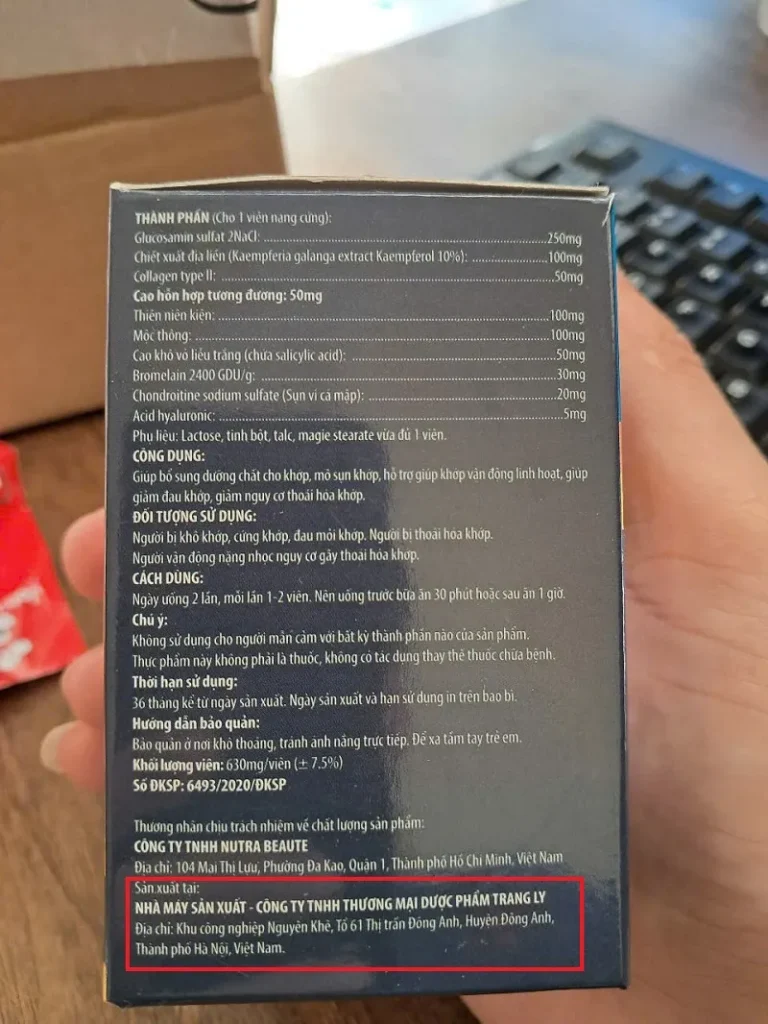 THÀNH PHẦN (Cho 1 viên nang cứng):
Glucosamin sulfat 2NaCl: ........................250mg
Chiết xuất địa liền (Kaempferia galanga extract Kaempferol 10%): ........................100mg
Collagen type II: ........................50mg
Cao hỗn hợp tương đương: 50mg
Thiên niên kiện: ........................100mg
Mộc thông: ........................100mg
Cao khô vỏ liễu trắng (chứa salicylic acid): ........................50mg
Bromelain 2400 GDU/g: ........................30mg
Chondroitine sodium sulfate (Sụn vi cá mập): ........................20mg
Acid hyaluronic: ........................5mg
Phụ liệu: Lactose, tinh bột, talc, magie stearate vừa đủ 1 viên.
CÔNG DỤNG:
Giúp bổ sung dưỡng chất cho khớp, mô sụn khớp, hỗ trợ giúp khớp vận động linh hoạt, giúp
giảm đau khớp, giảm nguy cơ thoái hóa khớp.
ĐỐI TƯỢNG SỬ DỤNG:
Người bị khô khớp, cứng khớp, đau mỏi khớp. Người bị thoái hóa khớp.
Người vận động nặng nhọc nguy cơ gây thoái hóa khớp.
CÁCH DÙNG:
Ngày uống 2 lần, mỗi lần 1-2 viên. Nên uống trước bữa ăn 30 phút hoặc sau ăn 1 giờ.
Chú ý:
Không sử dụng cho người mẫn cảm với bất kỳ thành phần nào của sản phẩm.
Thực phẩm này không phải là thuốc, không có tác dụng thay thế thuốc chữa bệnh.
Thời hạn sử dụng:
36 tháng kể từ ngày sản xuất. Ngày sản xuất và hạn sử dụng in trên bao bì.
Hướng dẫn bảo quản:
Bảo quản ở nơi khô thoáng, tránh ánh nắng trực tiếp. Để xa tầm tay trẻ em.
Khối lượng viên: 630mg/viên (± 7.5%)
Số ĐKSP: 6493/2020/ĐKSP
Thương nhân chịu trách nhiệm về chất lượng sản phẩm:
CÔNG TY TNHH NUTRA BEAUTE
Địa chỉ: 104 Mai Thị Lựu, Phường Đa Kao, Quận 1, Thành phố Hồ Chí Minh, Việt Nam
Sản xuất tại:
NHÀ MÁY SẢN XUẤT - CÔNG TY TNHH THƯƠNG MẠI DƯỢC PHẨM TRANG LY
Địa chỉ: Khu công nghiệp Nguyên Khê, Tổ 61 Thị trấn Đông Anh, Huyện Đông Anh,
Thành phố Hà Nội, Việt Nam.